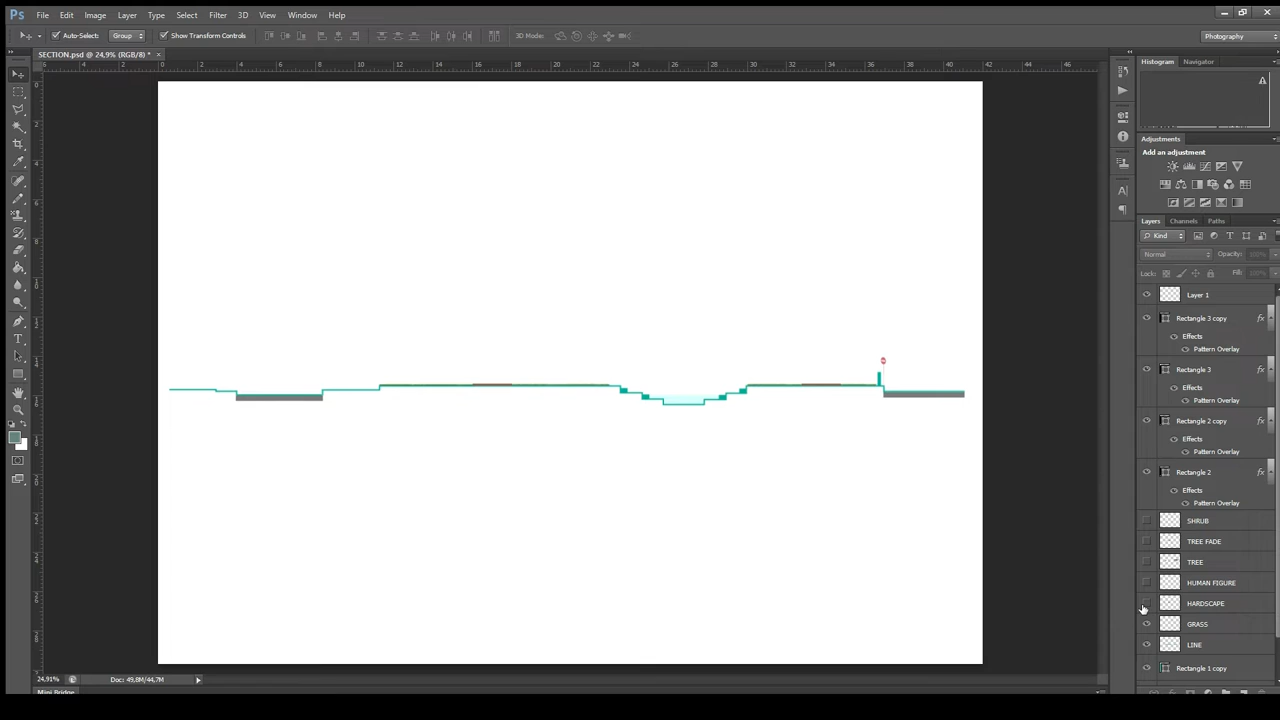 Ps File Edit Image Layer Type Select Filter 3D View Window Help
Auto-Select: Group Show Transform Controls 3D Mode: Photography
SECTION.psd @ 24,9% (RGB/8) *
Histogram Navigator
Adjustments
Add an adjustment
Layers Channels Paths
Kind
Normal Opacity:
Lock: Fill:
Layer 1
Rectangle 3 copy fx
Effects
Pattern Overlay
Rectangle 3 fx
Effects
Pattern Overlay
Rectangle 2 copy fx
Effects
Pattern Overlay
Rectangle 2 fx
Effects
Pattern Overlay
SHRUB
TREE FADE
TREE
HUMAN FIGURE
HARDSCAPE
GRASS
LINE
Rectangle 1 copy
24,91% Doc: 49,8M/44,7M
Mini Bridge